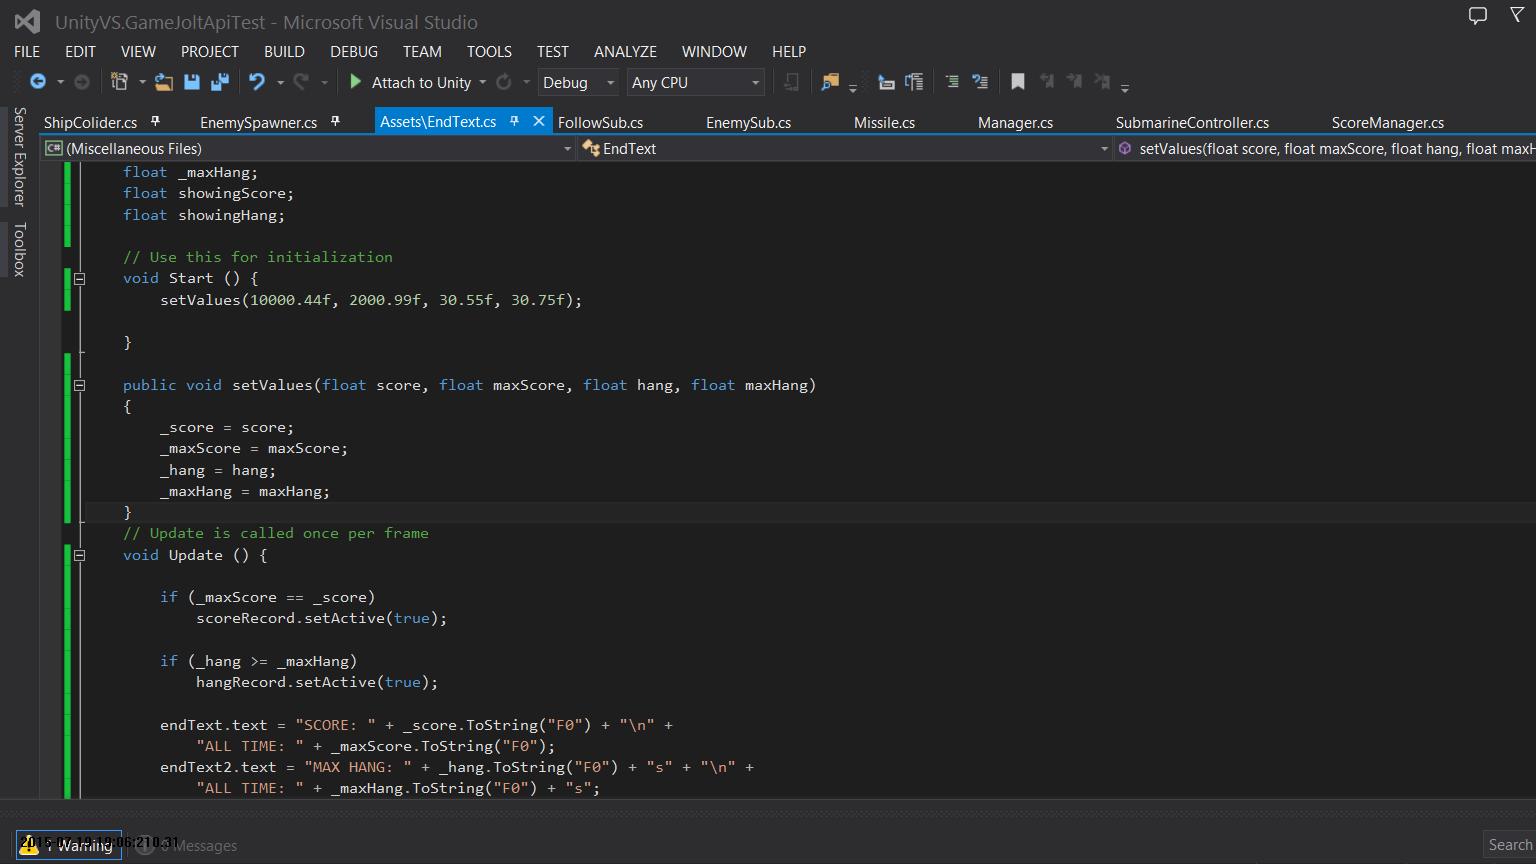 UnityVS.GameJoltApiTest - Microsoft Visual Studio
FILE EDIT VIEW PROJECT BUILD DEBUG TEAM TOOLS TEST ANALYZE WINDOW HELP
Attach to Unity Debug Any CPU
Server Explorer
Toolbox
ShipColider.cs EnemySpawner.cs Assets\EndText.cs FollowSub.cs EnemySub.cs Missile.cs Manager.cs SubmarineController.cs ScoreManager.cs
C# (Miscellaneous Files) EndText setValues(float score, float maxScore, float hang, float maxH
float _maxHang;
float showingScore;
float showingHang;
// Use this for initialization
void Start () {
setValues(10000.44f, 2000.99f, 30.55f, 30.75f);
}
public void setValues(float score, float maxScore, float hang, float maxHang)
{
_score = score;
_maxScore = maxScore;
_hang = hang;
_maxHang = maxHang;
}
// Update is called once per frame
void Update () {
if (_maxScore == _score)
scoreRecord.setActive(true);
if (_hang >= _maxHang)
hangRecord.setActive(true);
endText.text = "SCORE: " + _score.ToString("F0") + "\n" +
"ALL TIME: " + _maxScore.ToString("F0");
endText2.text = "MAX HANG: " + _hang.ToString("F0") + "s" + "\n" +
"ALL TIME: " + _maxHang.ToString("F0") + "s";
1 Warning 0 Messages Search